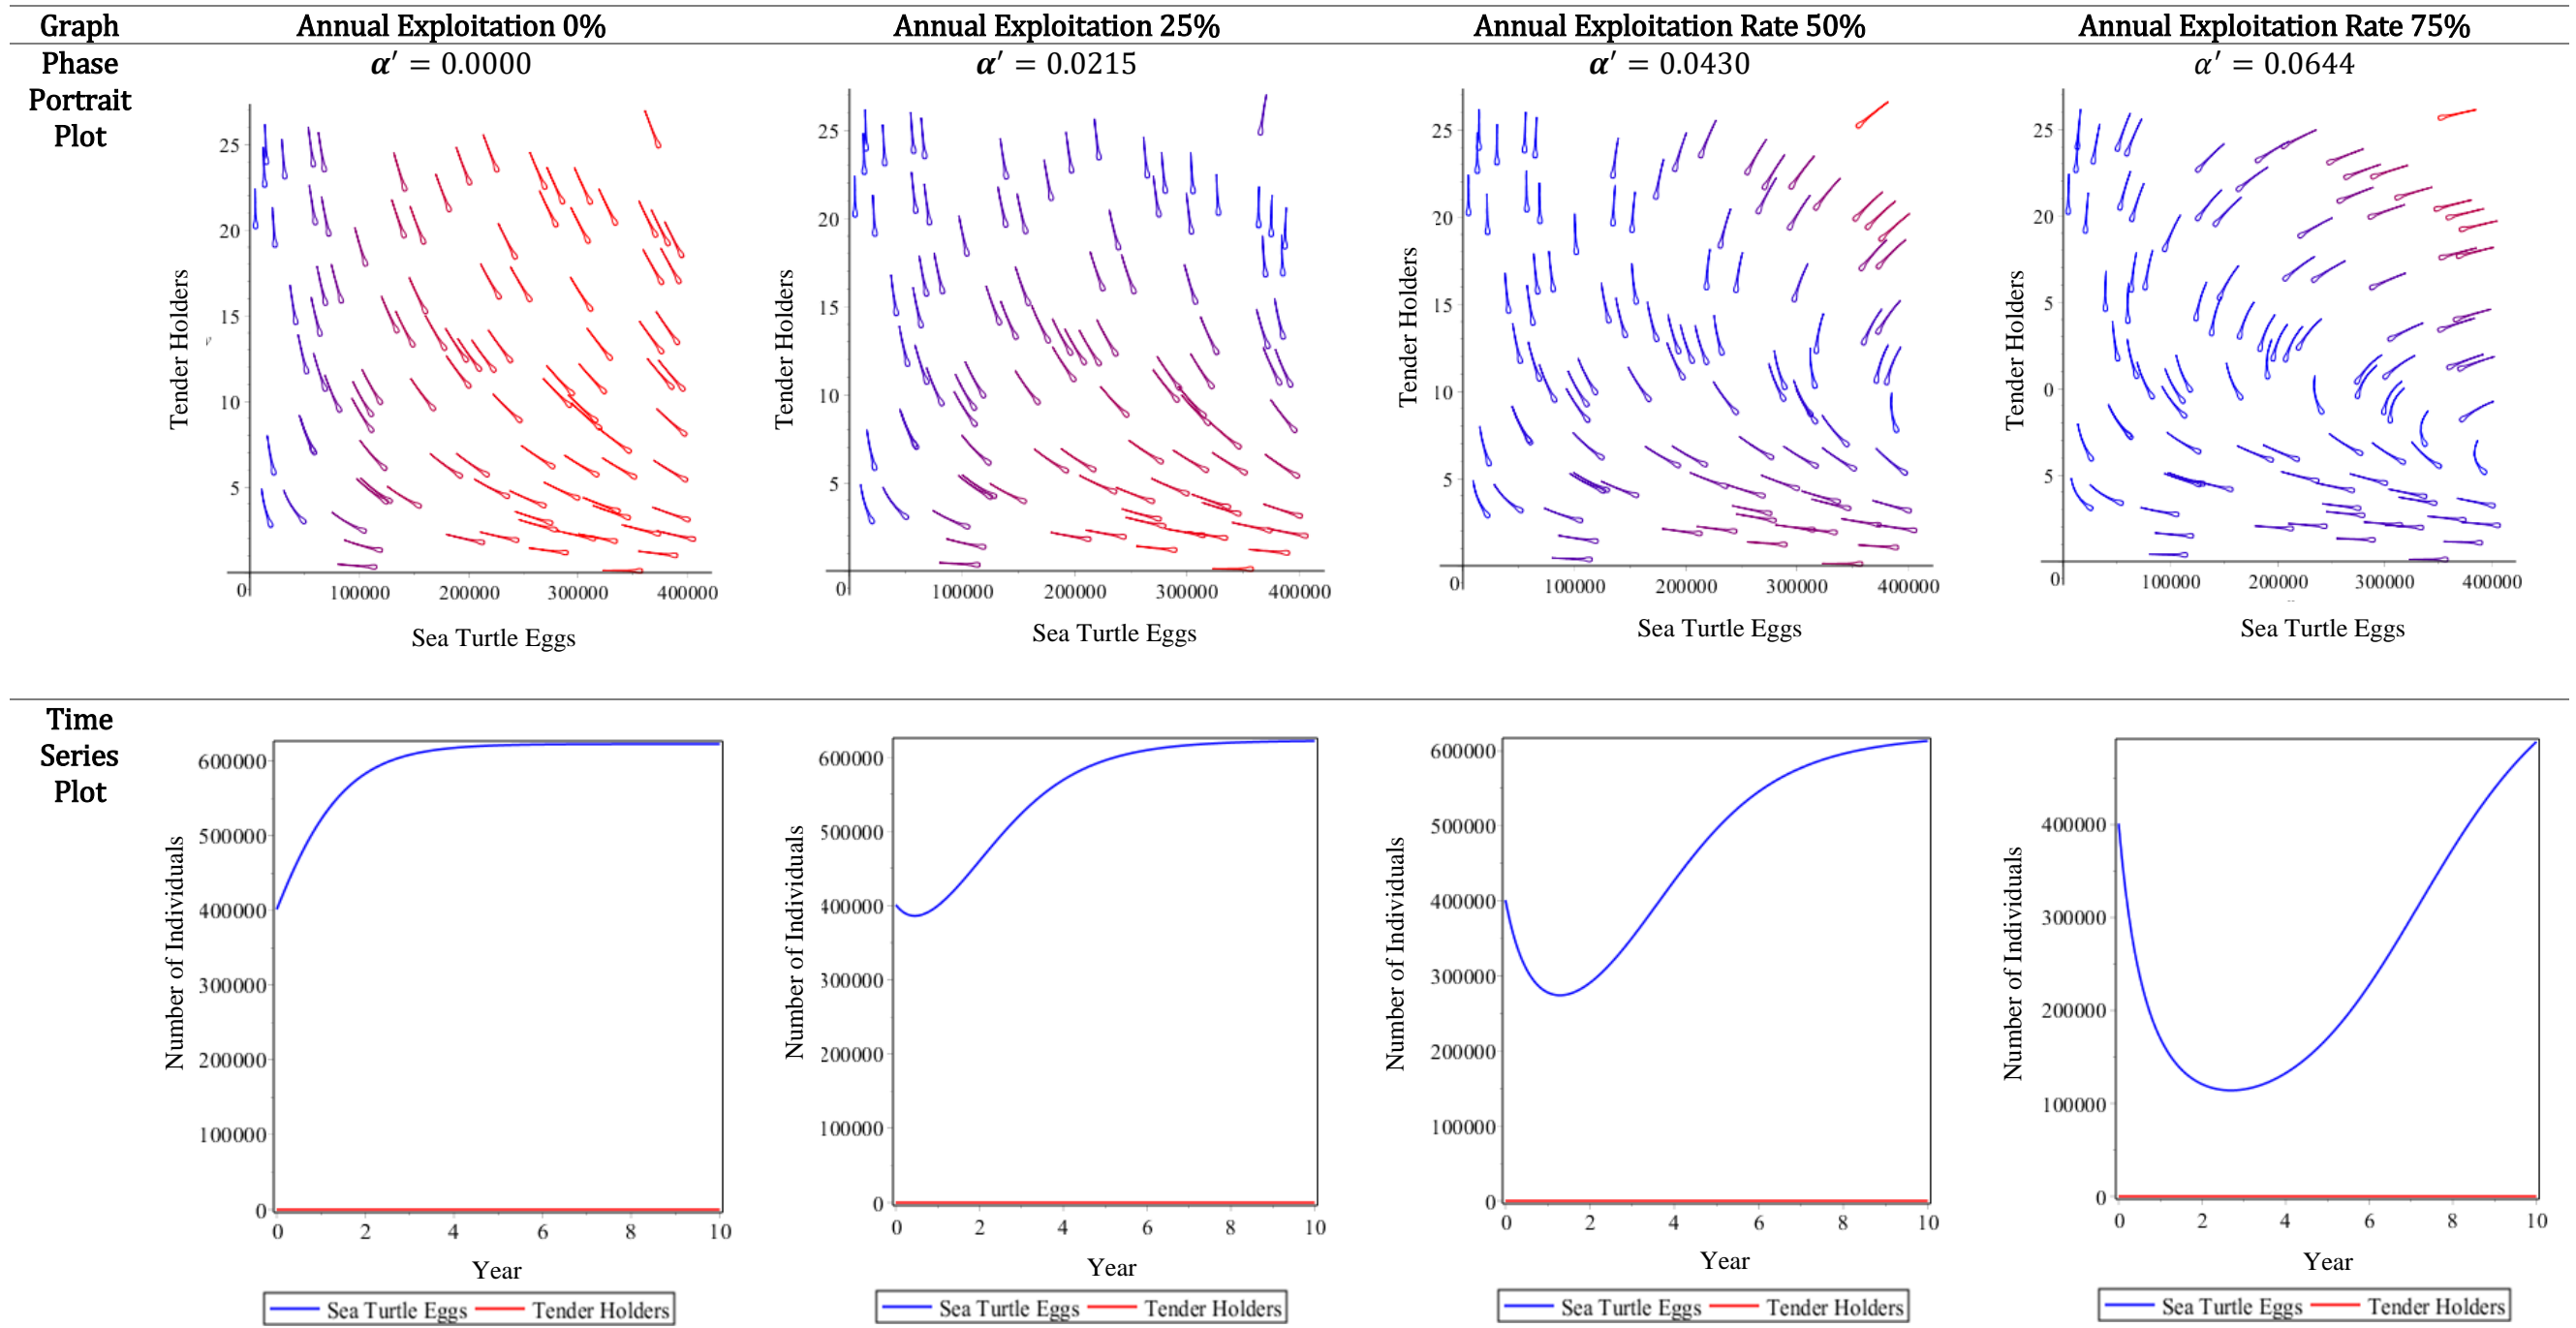 Graph Annual Exploitation 0% Annual Exploitation 25% Annual Exploitation Rate 50% Annual Exploitation Rate 75%
Phase Portrait Plot
α′ = 0.0000 α′ = 0.0215 α′ = 0.0430 α′ = 0.0644
Tender Holders
25
20
15
10
5
0
100000 200000 300000 400000
Sea Turtle Eggs
Tender Holders
25
20
15
10
5
0
100000 200000 300000 400000
Sea Turtle Eggs
Tender Holders
25
20
15
10
5
0
100000 200000 300000 400000
Sea Turtle Eggs
Tender Holders
25
20
5
0
5
0
100000 200000 300000 400000
Sea Turtle Eggs
Time
Series
Plot
Number of Individuals
600000
500000
400000
300000
200000
100000
0
0 2 4 6 8 10
Year
Sea Turtle Eggs Tender Holders
Number of Individuals
600000
500000
400000
300000
200000
100000
0
0 2 4 6 8 10
Year
Sea Turtle Eggs Tender Holders
Number of Individuals
600000
500000
400000
300000
200000
100000
0
0 2 4 6 8 10
Year
Sea Turtle Eggs Tender Holders
Number of Individuals
400000
300000
200000
100000
0
0 2 4 6 8 10
Year
Sea Turtle Eggs Tender Holders